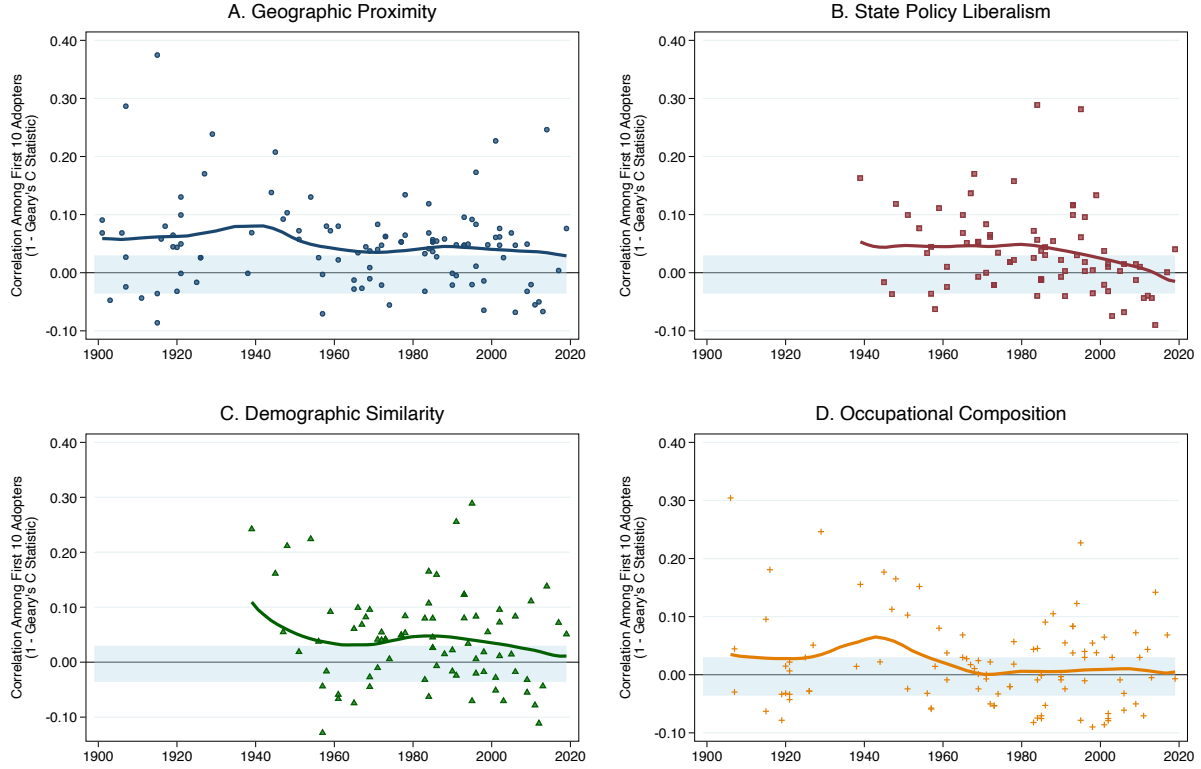 A. Geographic Proximity
Correlation Among First 10 Adopters
(1 - Geary's C Statistic)
0.40
0.30
0.20
0.10
0.00
-0.10
1900 1920 1940 1960 1980 2000 2020
B. State Policy Liberalism
Correlation Among First 10 Adopters
(1 - Geary's C Statistic)
0.40
0.30
0.20
0.10
0.00
-0.10
1900 1920 1940 1960 1980 2000 2020
C. Demographic Similarity
Correlation Among First 10 Adopters
(1 - Geary's C Statistic)
0.40
0.30
0.20
0.10
0.00
-0.10
1900 1920 1940 1960 1980 2000 2020
D. Occupational Composition
Correlation Among First 10 Adopters
(1 - Geary's C Statistic)
0.40
0.30
0.20
0.10
0.00
-0.10
1900 1920 1940 1960 1980 2000 2020